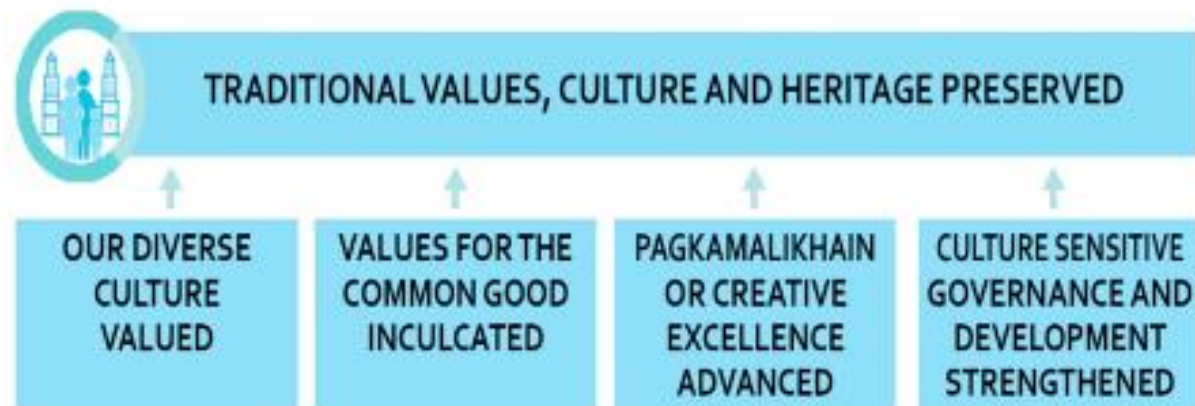 TRADITIONAL VALUES, CULTURE AND HERITAGE PRESERVED
OUR DIVERSE
CULTURE
VALUED
VALUES FOR THE
COMMON GOOD
INCULCATED
PAGKAMALIKHAIN
OR CREATIVE
EXCELLENCE
ADVANCED
CULTURE SENSITIVE
GOVERNANCE AND
DEVELOPMENT
STRENGTHENED